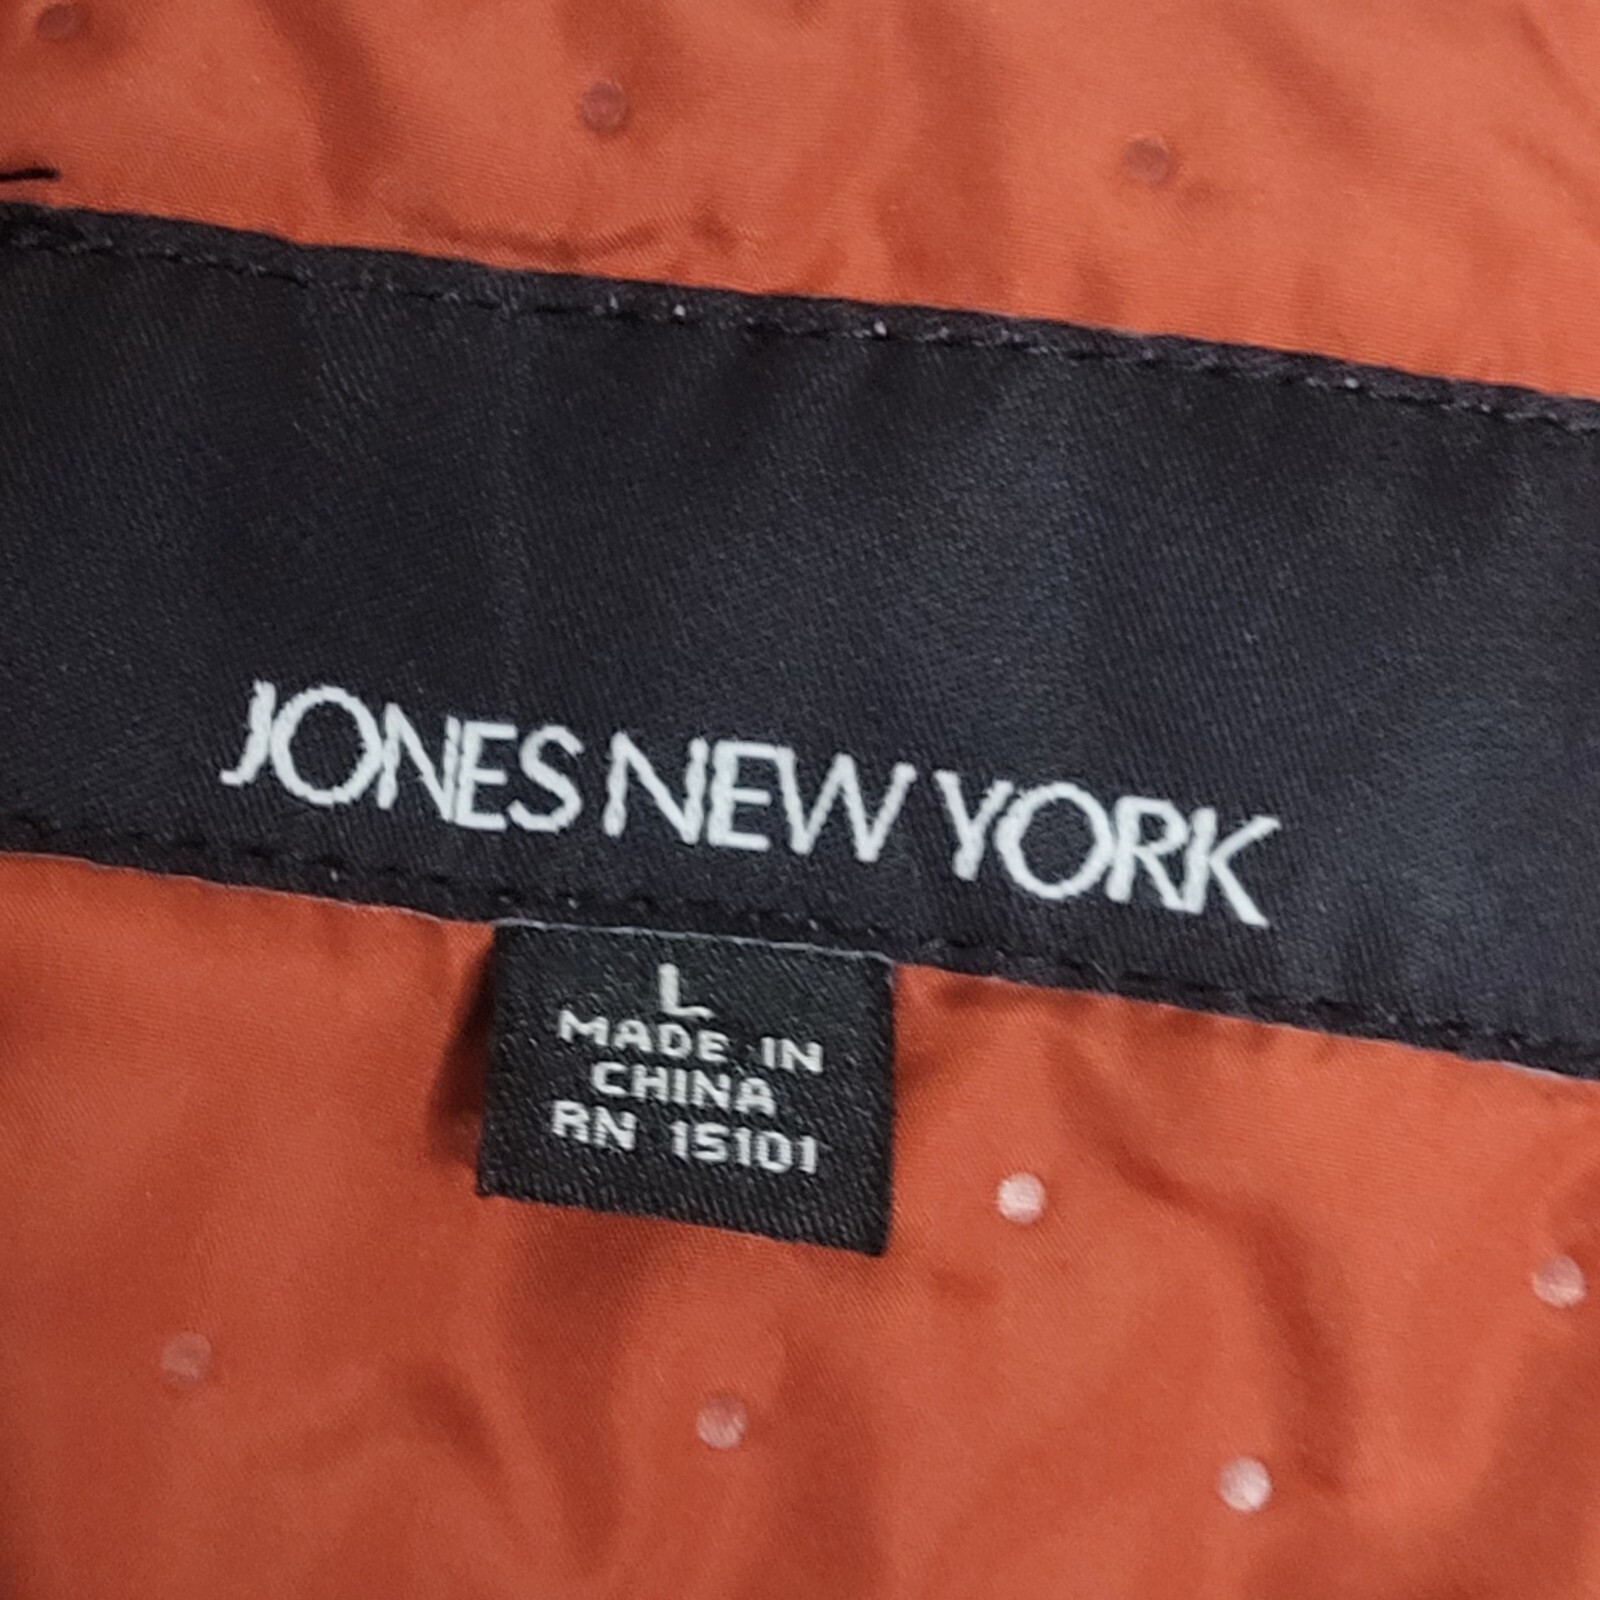 JONES NEW YORK
L
MADE IN
CHINA
RN 15101